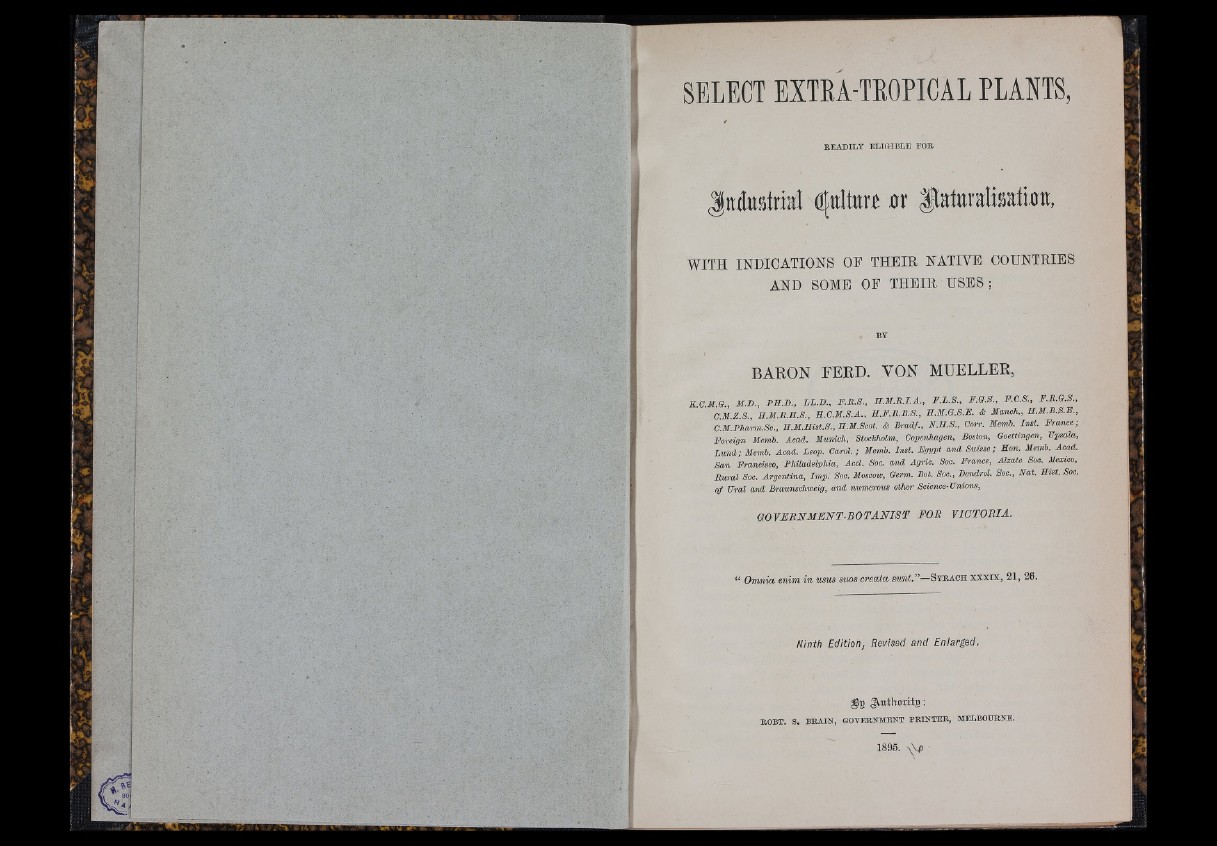 SELECT EXTRA-TROPICAL PLANTS,
READILY ELIGIBLE FOR
Industrial Culture or Naturalisation,
WITH INDICATIONS OF THEIR NATIVE COUNTRIES
AND SOME OF THEIR USES;
BY
BARON FERD. VON MUELLER,
K.C.M.G., M.D., PH.D., LL.D., F.R.S., H.M.R.I.A., F.L.S., F.G.S., F.C.S., F.R.G.S.,
C.M.Z.S., H.M.R.H.S., H.C.M.S.A., H.F.R.B.S., H.M.G.S.E. & Manch., H.M.B.S.E.,
C.M.Pharm.Sc., H.M.Hist.S., H.M.Scot. & Bradf., N.H.S., Corr. Memb. Inst. France;
Foreign Memb. Acad. Munich, Stockholm, Copenhagen, Boston, Goettingen, Upsala,
Lund; Memb. Acad. Leop. Carol.; Memb. Inst. Egypt and Suisse; Hon. Memb. Acad.
San Francisco, Philadelphia, Accl. Soc. and Agric. Soc. France, Alzate Soc. Mexico,
Rural Soc. Argentina, Imp. Soc. Moscow, Germ. Bot. Soc., Dendrol. Soc., Nat. Hist. Soc.
of Ural and Braunschweig, and numerous other Science-Unions,
GOVERNMENT-BOTANIST FOR VICTORIA.
"Omnia enim in usus suos creata sunt."—SYRACH XXXIX, 21, 26.
Ninth Edition, Revised and Enlarged.
By Authority:
ROBT. S. BRAIN, GOVERNMENT PRINTER, MELBOURNE.
1895.